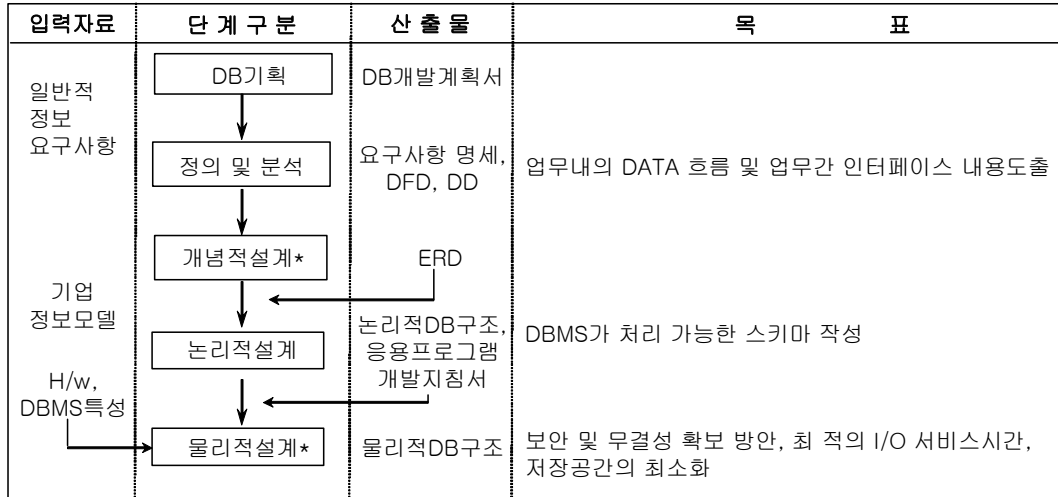 입력자료 단 계 구 분 산 출 물 목 표
일반적
정보
요구사항
DB기획
DB개발계획서
정의 및 분석
요구사항 명세,
DFD, DD
업무내의 DATA 흐름 및 업무간 인터페이스 내용도출
개념적설계*
ERD
기업
정보모델
논리적설계
논리적DB구조,
응용프로그램
개발지침서
DBMS가 처리 가능한 스키마 작성
H/w,
DBMS특성
물리적설계*
물리적DB구조
보안 및 무결성 확보 방안, 최 적의 I/O 서비스시간,
저장공간의 최소화